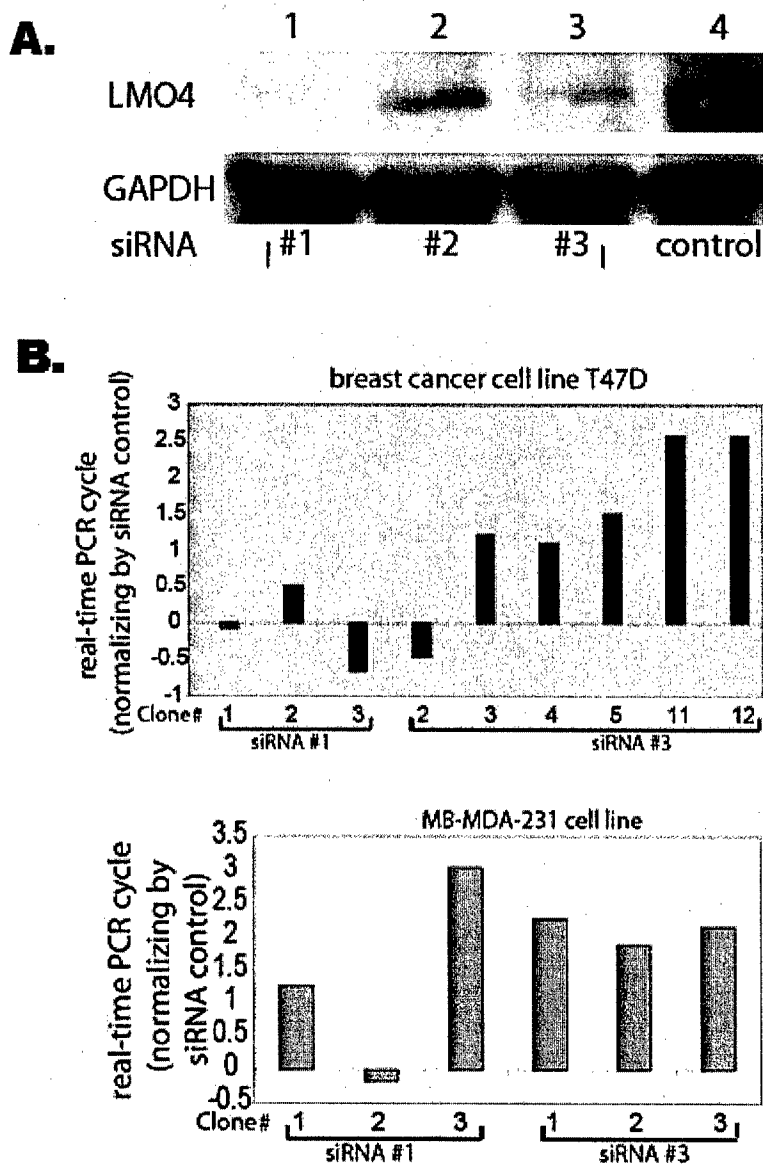 A.
1 2 3 4
LMO4
GAPDH
siRNA #1 #2 #3 control
B.
breast cancer cell line T47D
real-time PCR cycle
(normalizing by siRNA control)
3
2.5
2
1.5
1
0.5
0
-0.5
-1
Clone# 1 2 3 2 3 4 5 11 12
siRNA #1 siRNA #3
MB-MDA-231 cell line
real-time PCR cycle
(normalizing by
siRNA control)
3.5
3
2.5
2
1.5
1
0.5
0
-0.5
Clone# 1 2 3 1 2 3
siRNA #1 siRNA #3